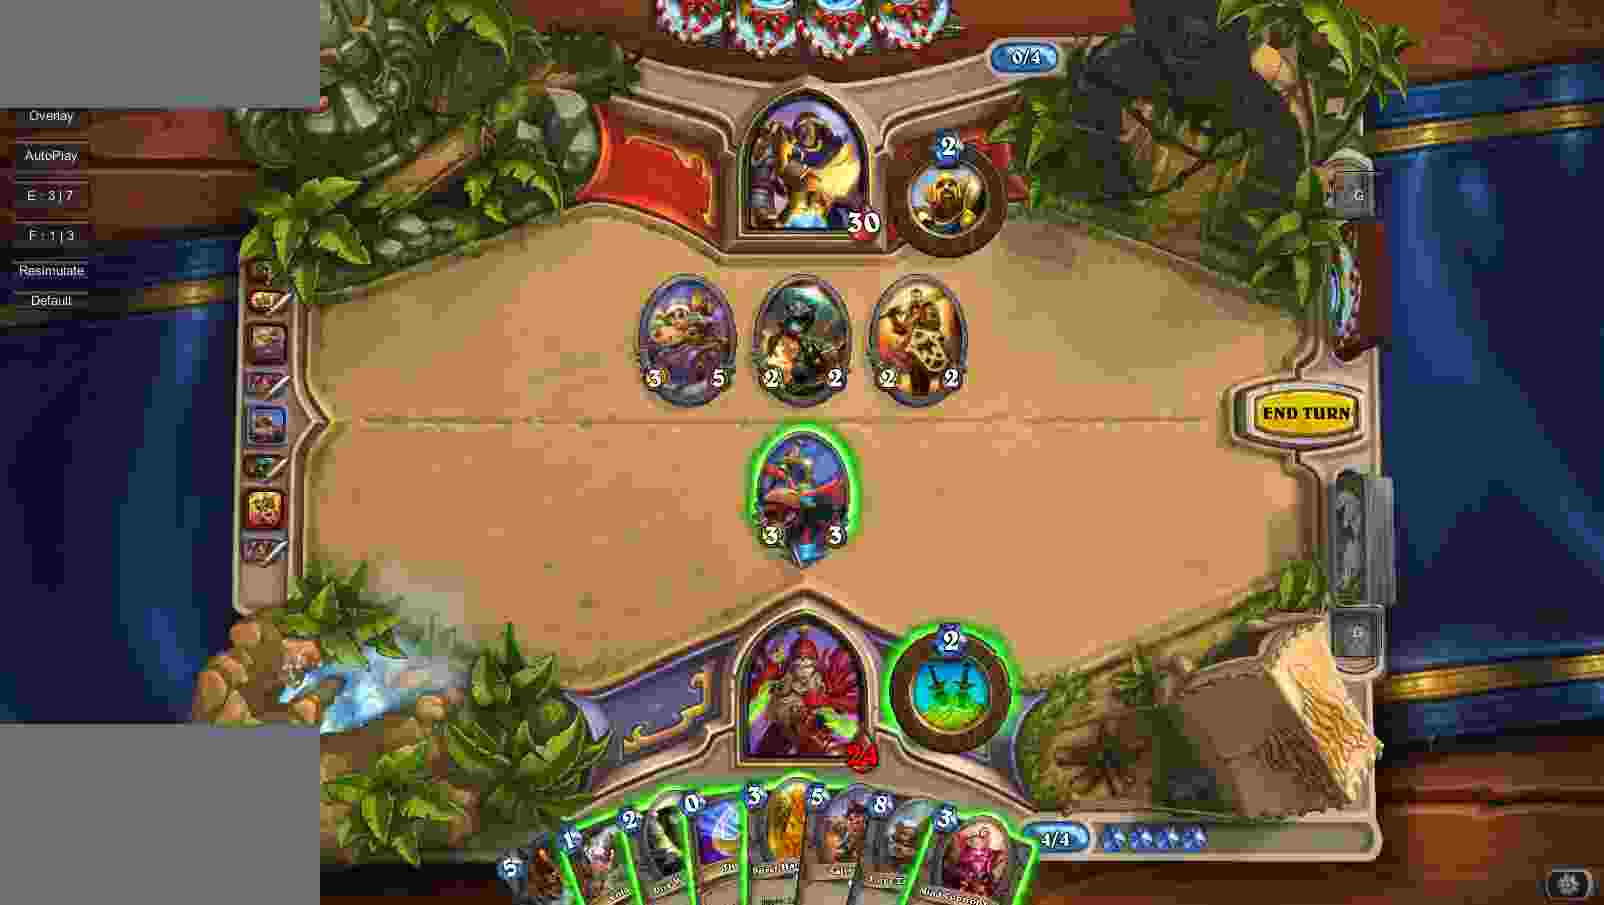 0/4
Overlay
AutoPlay
E : 3 | 7
F : 1 | 3
Resimulate
Default
2
30
G
3 5 2 2 2 2
END TURN
3 3
2
24
G
5 1 2 0 3 5 8 3
4/4